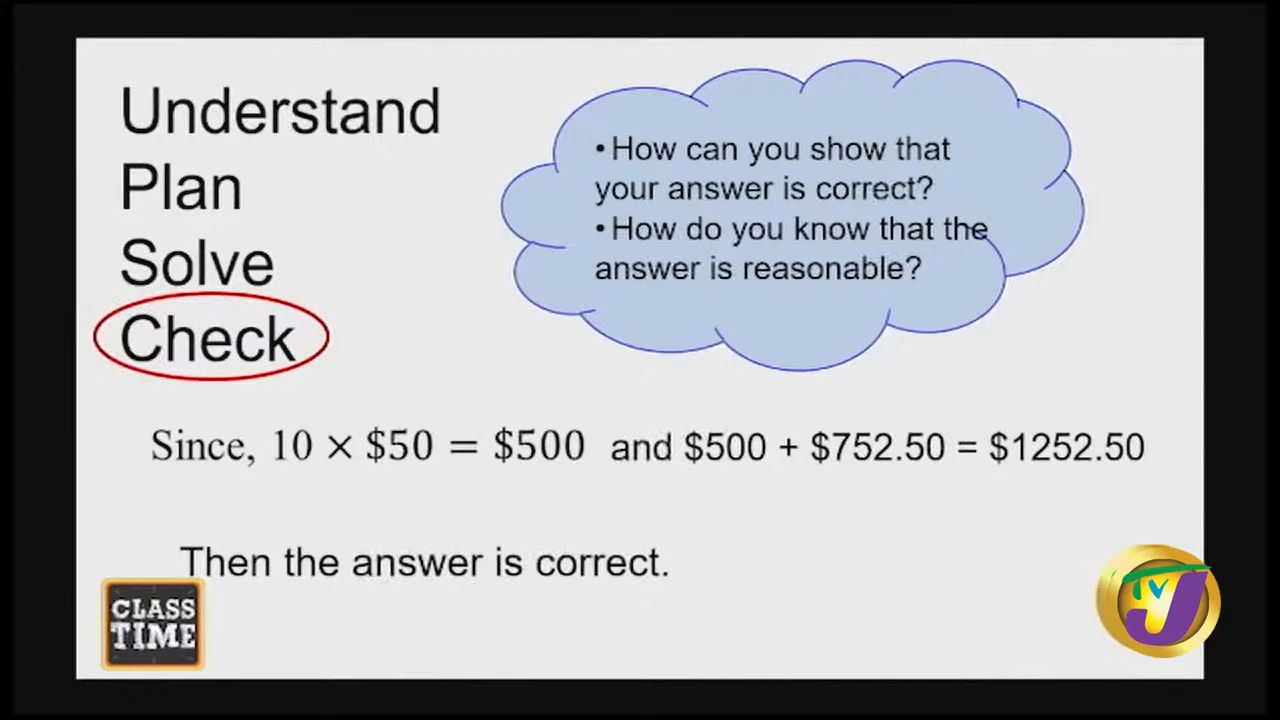 Understand
Plan
Solve
Check
• How can you show that
your answer is correct?
• How do you know that the
answer is reasonable?
Since, 10 × $50 = $500 and $500 + $752.50 = $1252.50
Then the answer is correct.
CLASS
TIME
TVJ